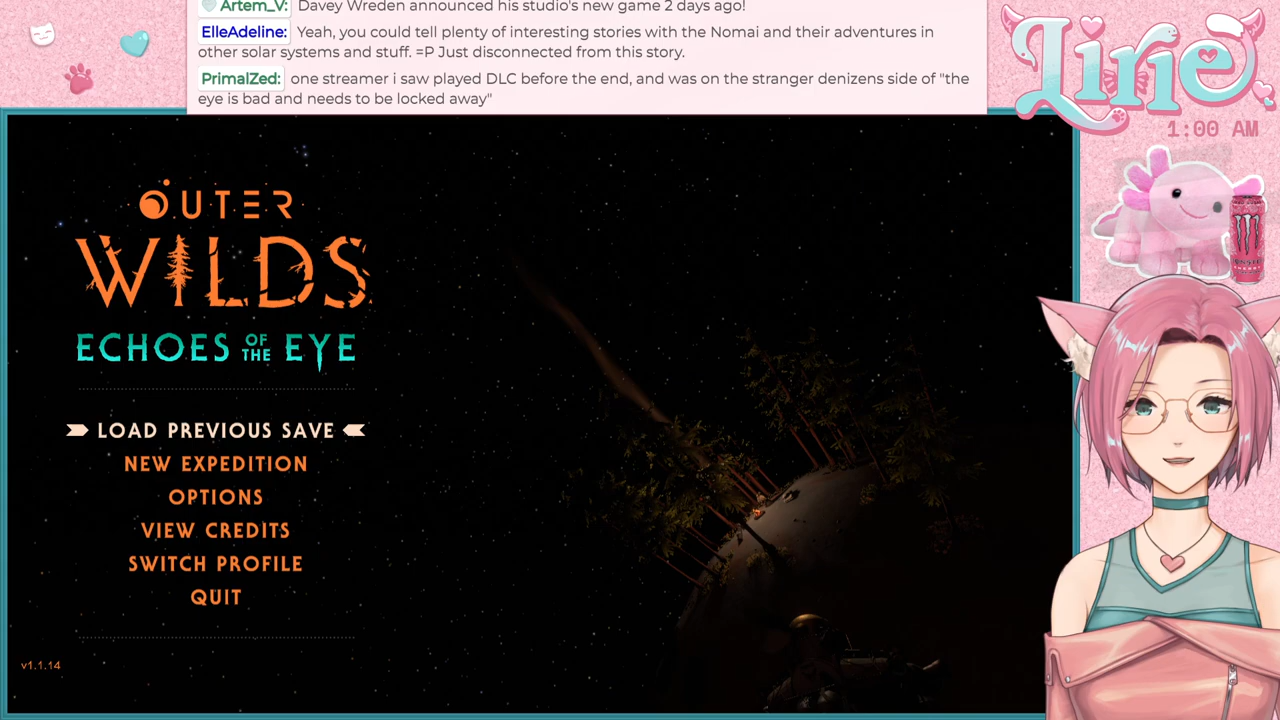 Artem_V: Davey Wreden announced his studio's new game 2 days ago!
ElleAdeline: Yeah, you could tell plenty of interesting stories with the Nomai and their adventures in
other solar systems and stuff. =P Just disconnected from this story.
PrimalZed: one streamer i saw played DLC before the end, and was on the stranger denizens side of "the
eye is bad and needs to be locked away"
Lirie
1:00 AM
OUTER
WILDS
ECHOES OF THE EYE
LOAD PREVIOUS SAVE
NEW EXPEDITION
OPTIONS
VIEW CREDITS
SWITCH PROFILE
QUIT
v1.1.14